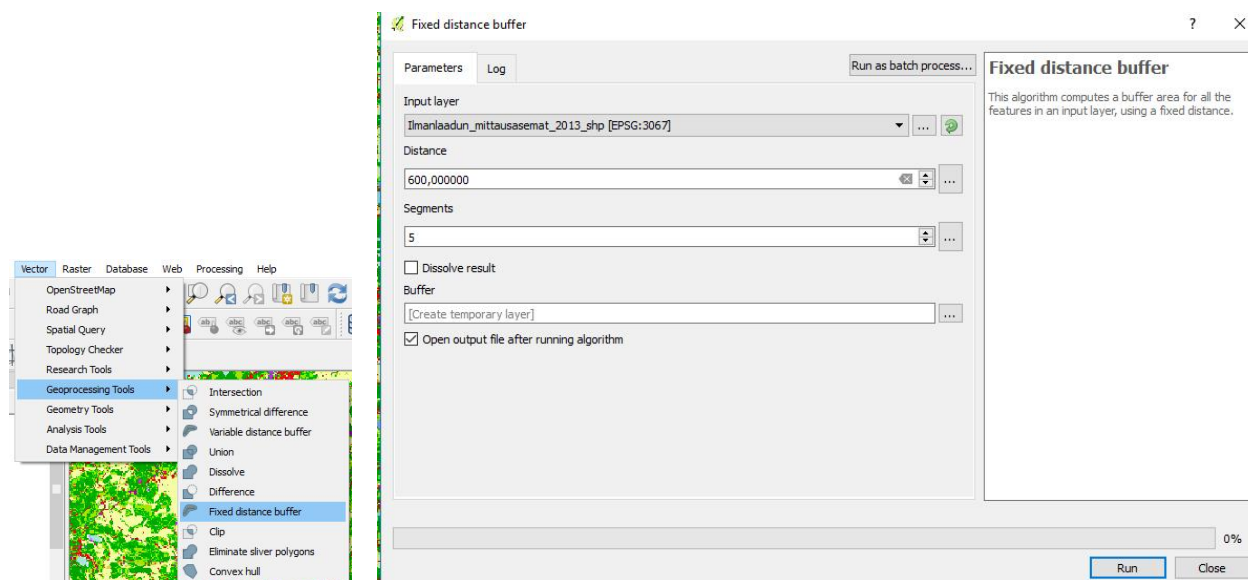 Vector Raster Database Web Processing Help
OpenStreetMap
Road Graph
Spatial Query
Topology Checker
Research Tools
Geoprocessing Tools
Geometry Tools
Analysis Tools
Data Management Tools
Intersection
Symmetrical difference
Variable distance buffer
Union
Dissolve
Difference
Fixed distance buffer
Clip
Eliminate sliver polygons
Convex hull
Fixed distance buffer
Parameters Log
Run as batch process...
Input layer
Ilmanlaadun_mittausasemat_2013_shp [EPSG:3067]
...
Distance
600,000000
...
Segments
5
...
Dissolve result
Buffer
[Create temporary layer]
...
Open output file after running algorithm
Fixed distance buffer
This algorithm computes a buffer area for all the
features in an input layer, using a fixed distance.
0%
Run Close